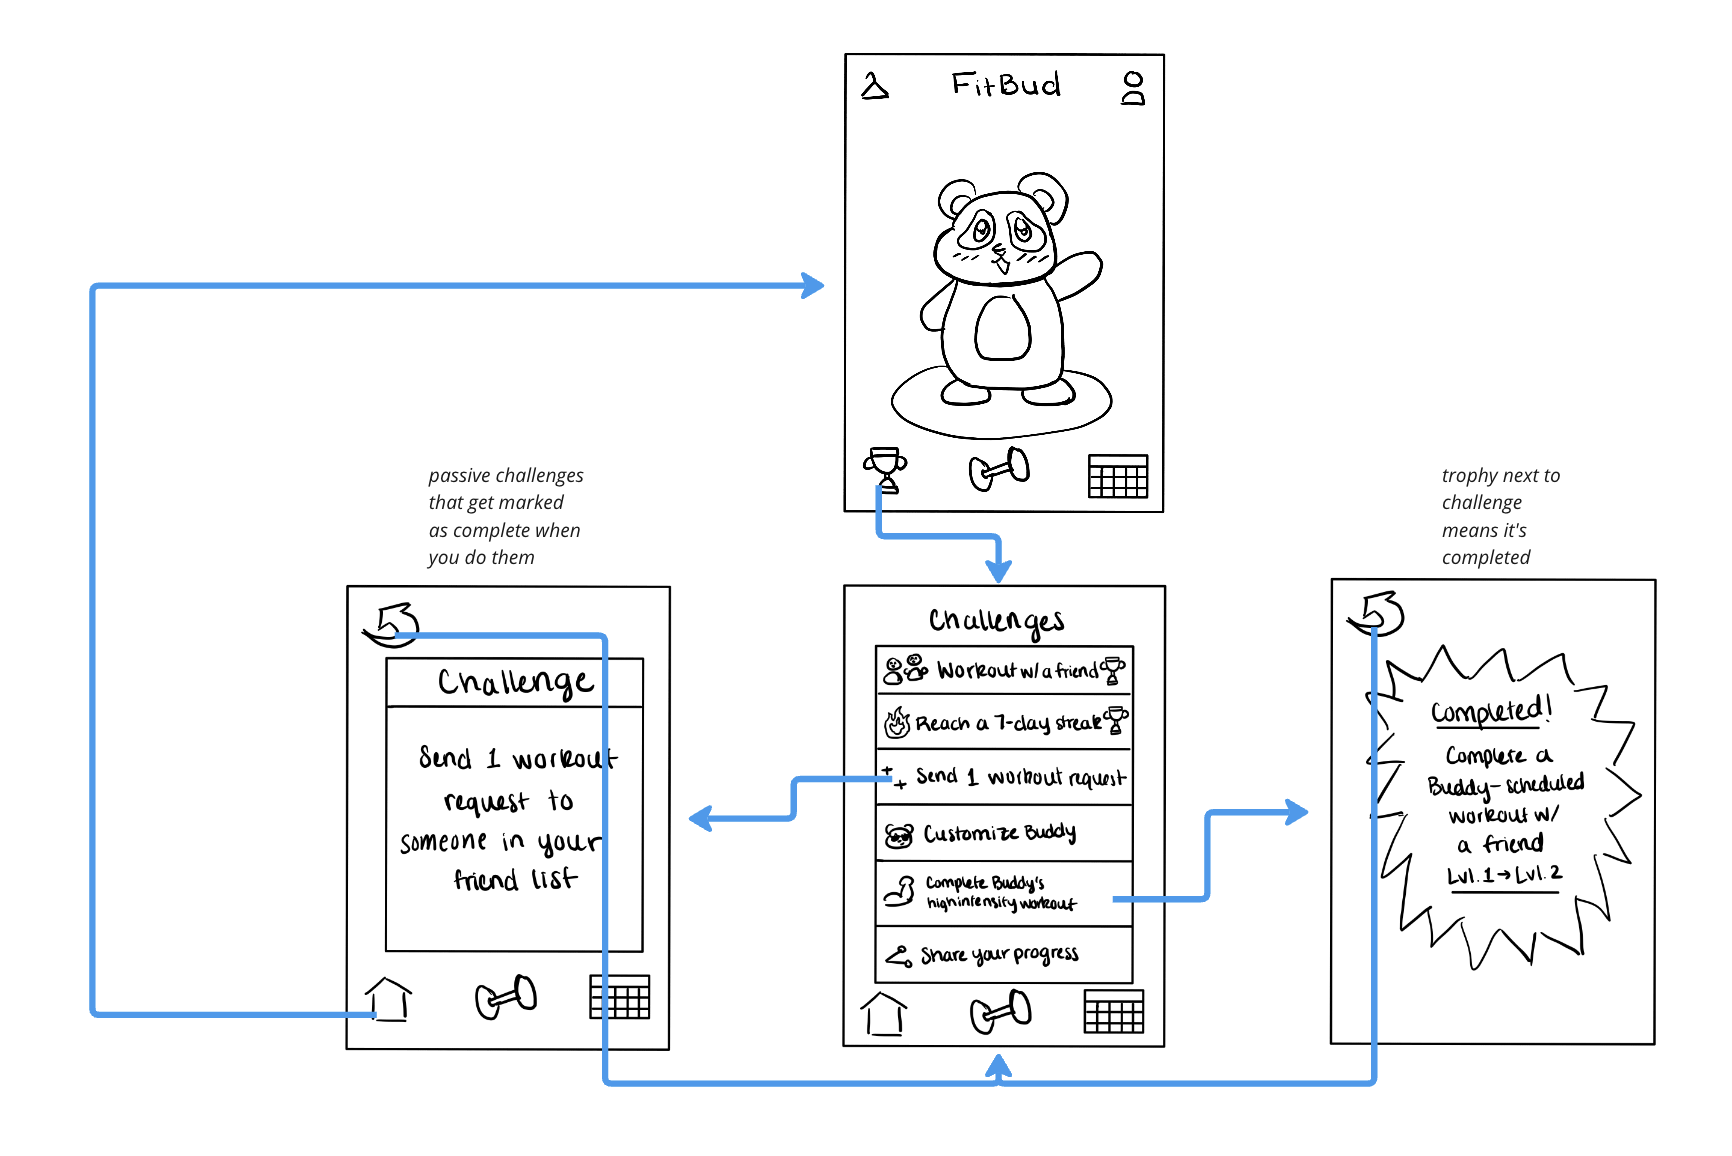 FitBud
passive challenges
that get marked
as complete when
you do them
trophy next to
challenge
means it's
completed
Challenge
Send 1 workout
request to
someone in your
friend list
Challenges
Workout w/ a friend
Reach a 7-day streak
Send 1 workout request
Customize Buddy
Complete Buddy's
high intensity workout
Share your progress
Completed!
Complete a
Buddy-scheduled
workout w/
a friend
Lvl. 1 → Lvl. 2